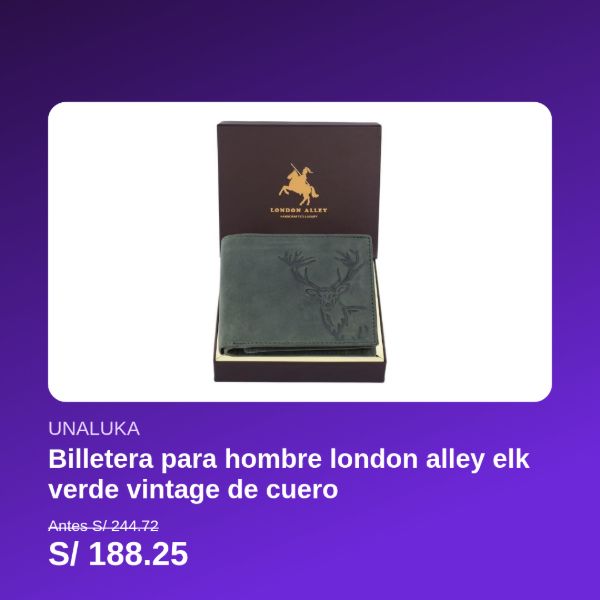 LONDON ALLEY
UNALUKA
Billetera para hombre london alley elk
verde vintage de cuero
Antes S/ 244.72
S/ 188.25